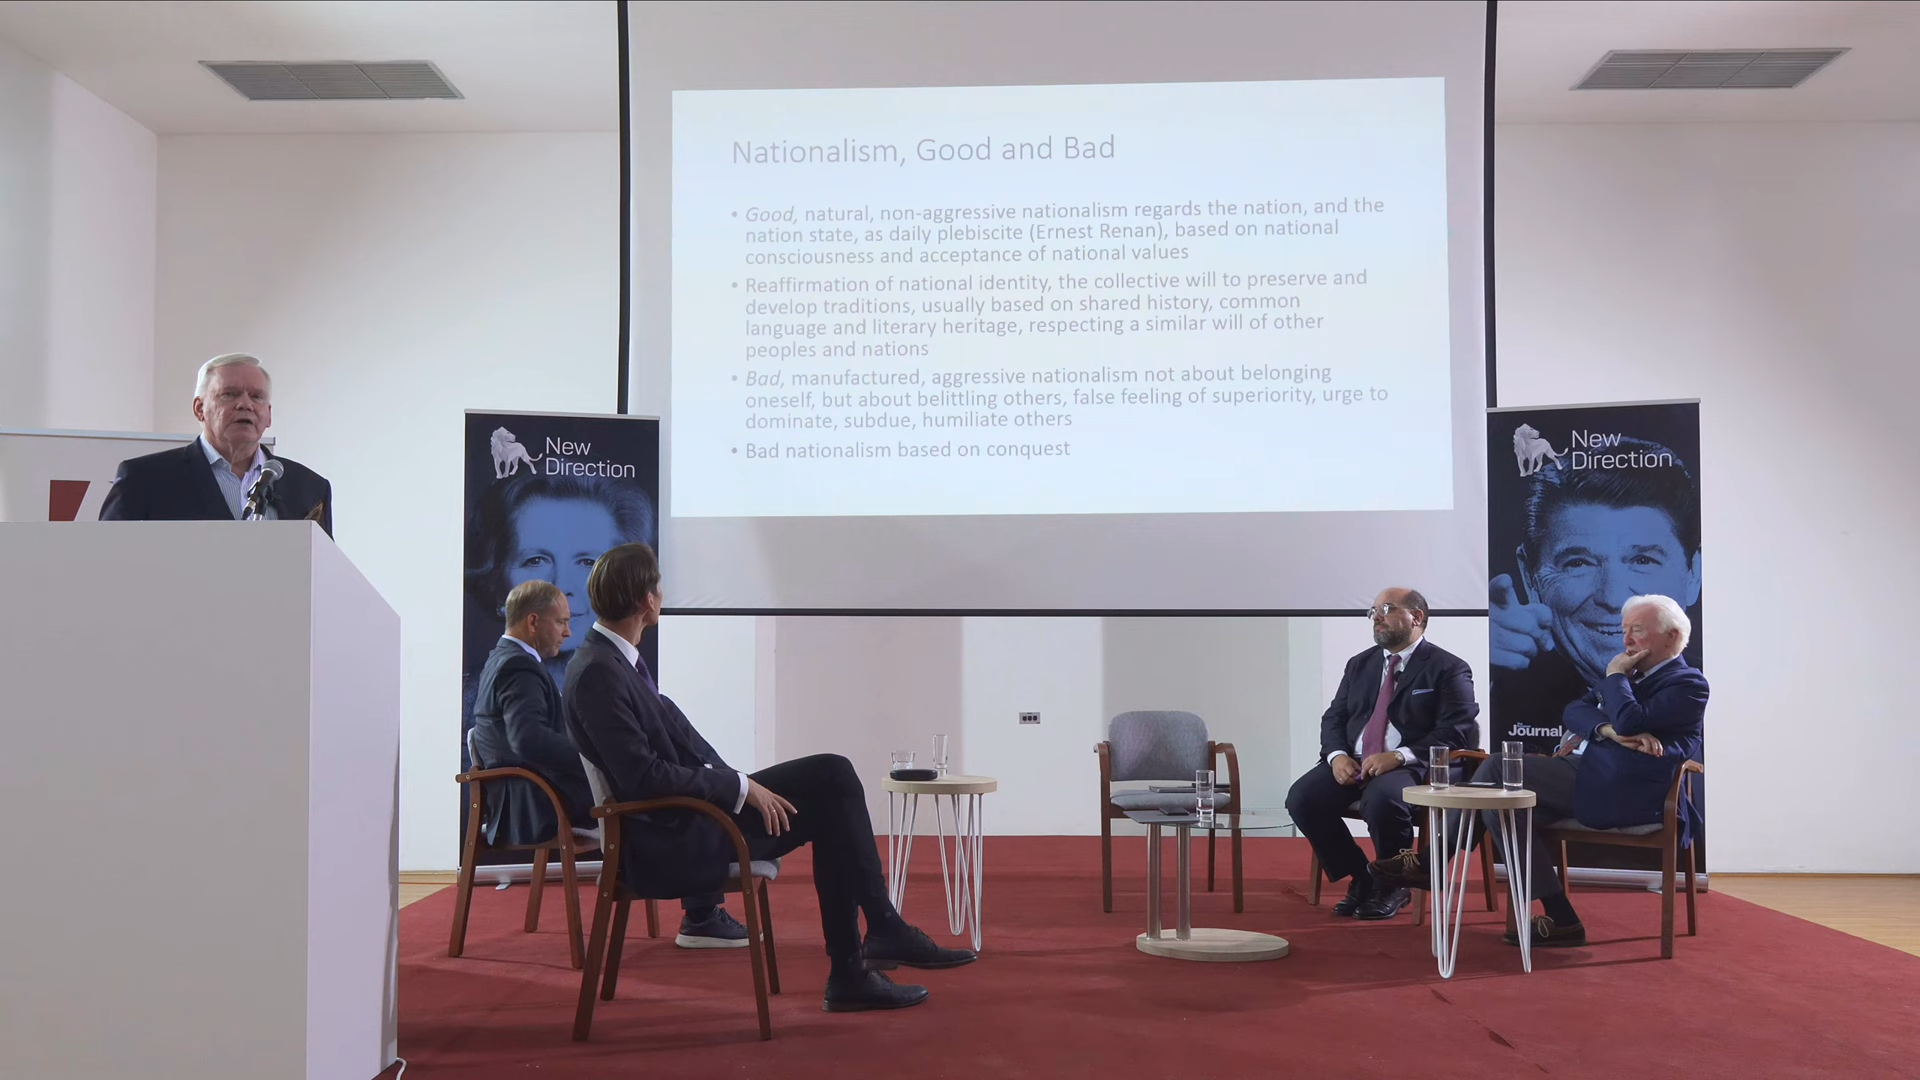 Nationalism, Good and Bad
• Good, natural, non-aggressive nationalism regards the nation, and the
nation state, as daily plebiscite (Ernest Renan), based on national
consciousness and acceptance of national values
• Reaffirmation of national identity, the collective will to preserve and
develop traditions, usually based on shared history, common
language and literary heritage, respecting a similar will of other
peoples and nations
• Bad, manufactured, aggressive nationalism not about belonging
oneself, but about belittling others, false feeling of superiority, urge to
dominate, subdue, humiliate others
• Bad nationalism based on conquest
New
Direction
New
Direction
Journal